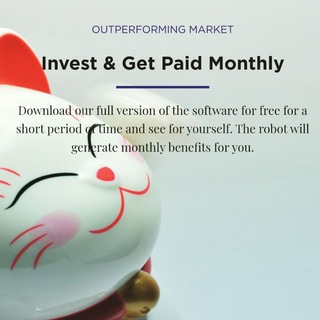 OUTPERFORMING MARKET
Invest & Get Paid Monthly
Download our full version of the software for free for a
short period of time and see for yourself. The robot will
generate monthly benefits for you.